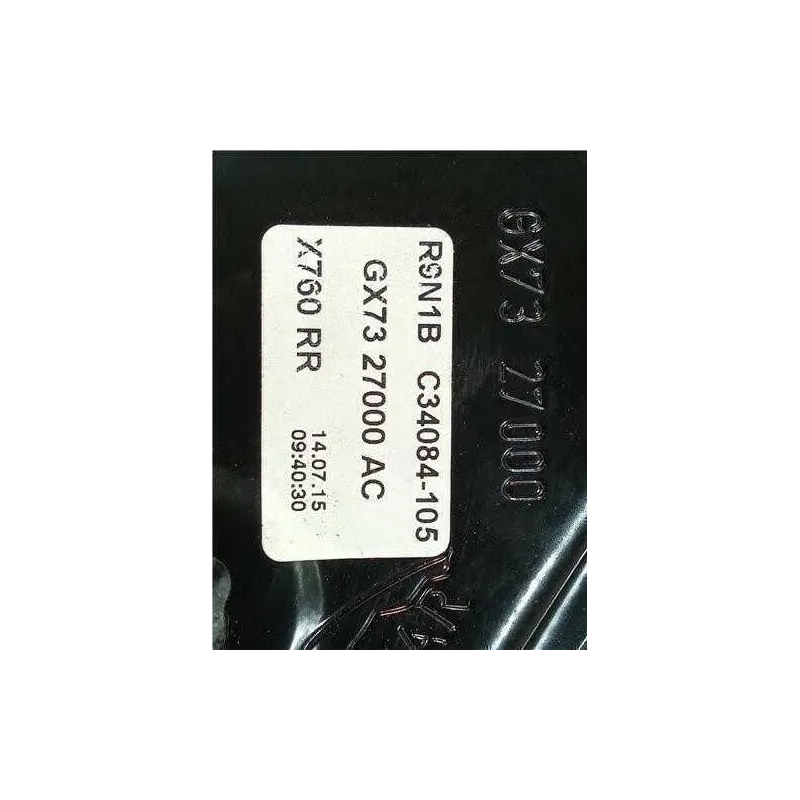 R9N1B C34084-105
GX73 27000 AC
X760 RR
14.07.15
09:40:30
GX73 27000